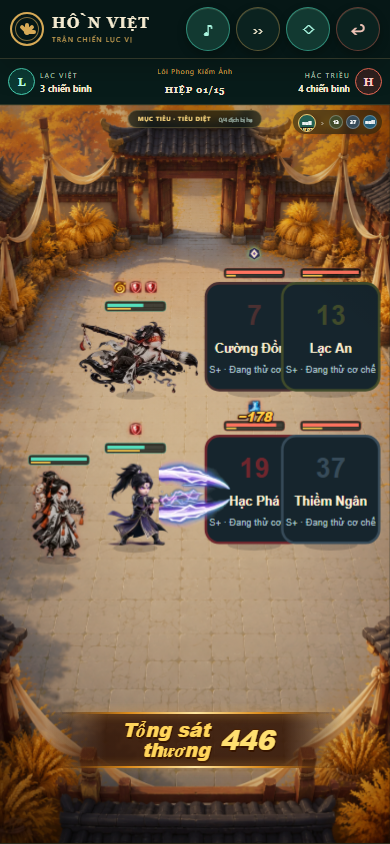 HỒN VIỆT
TRẬN CHIẾN LỤC VỊ
L
LẠC VIỆT
3 chiến binh
Lôi Phong Kiếm Ảnh
HIỆP 01/15
HẮC TRIỀU
4 chiến binh
H
MỤC TIÊU · TIÊU DIỆT
0/4 địch bị hạ
13
37
7
Cường Đồ
S+ · Đang thử cơ
13
Lạc An
S+ · Đang thử cơ chế
-178
19
Hạc Phá
S+ · Đang thử cơ
37
Thiềm Ngân
S+ · Đang thử cơ chế
Tổng sát
thương
446